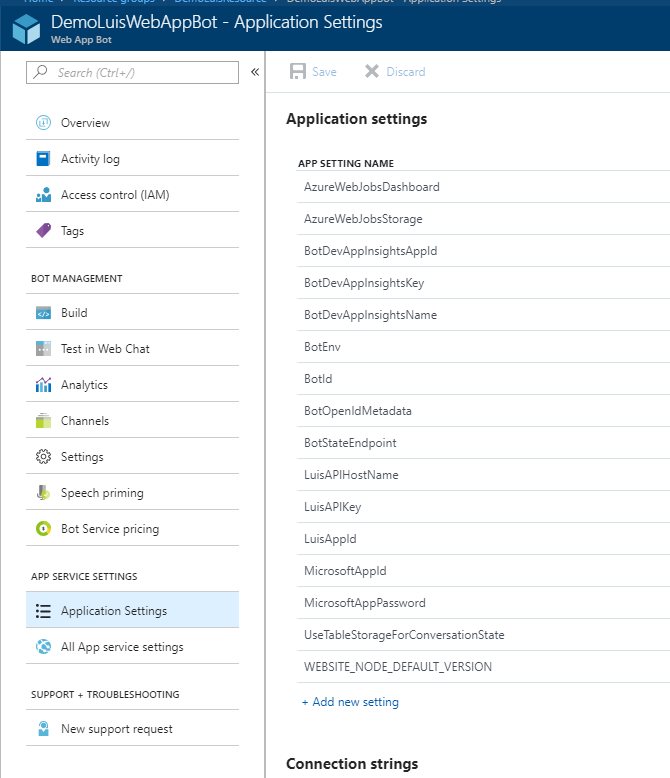 Home > Resource groups > DemoLuisResource > DemoLuisWebAppBot - Application Settings
DemoLuisWebAppBot - Application Settings
Web App Bot
Search (Ctrl+/)
«
Overview
Activity log
Access control (IAM)
Tags
BOT MANAGEMENT
Build
Test in Web Chat
Analytics
Channels
Settings
Speech priming
Bot Service pricing
APP SERVICE SETTINGS
Application Settings
All App service settings
SUPPORT + TROUBLESHOOTING
New support request
Save
Discard
Application settings
APP SETTING NAME
AzureWebJobsDashboard
AzureWebJobsStorage
BotDevAppInsightsAppId
BotDevAppInsightsKey
BotDevAppInsightsName
BotEnv
BotId
BotOpenIdMetadata
BotStateEndpoint
LuisAPIHostName
LuisAPIKey
LuisAppId
MicrosoftAppId
MicrosoftAppPassword
UseTableStorageForConversationState
WEBSITE_NODE_DEFAULT_VERSION
+ Add new setting
Connection strings